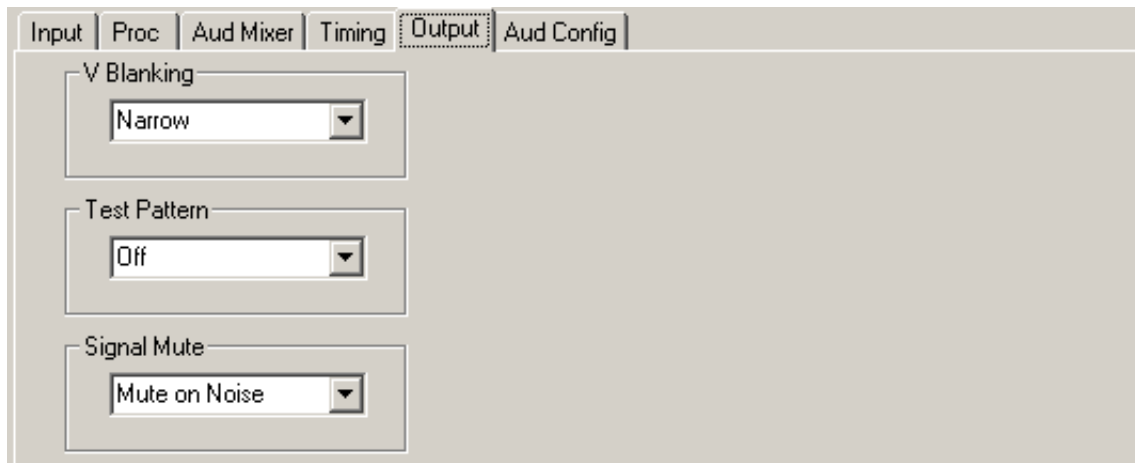 Input Proc Aud Mixer Timing Output Aud Config
V Blanking
Narrow
Test Pattern
Off
Signal Mute
Mute on Noise